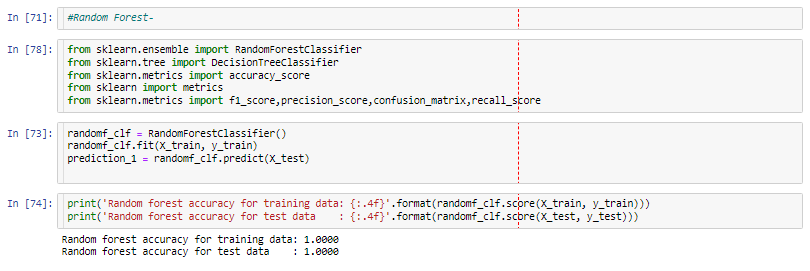 In [71]: #Random Forest-
In [78]: from sklearn.ensemble import RandomForestClassifier
from sklearn.tree import DecisionTreeClassifier
from sklearn.metrics import accuracy_score
from sklearn import metrics
from sklearn.metrics import f1_score,precision_score,confusion_matrix,recall_score
In [73]: randomf_clf = RandomForestClassifier()
randomf_clf.fit(X_train, y_train)
prediction_1 = randomf_clf.predict(X_test)
In [74]: print('Random forest accuracy for training data: {:.4f}'.format(randomf_clf.score(X_train, y_train)))
print('Random forest accuracy for test data    : {:.4f}'.format(randomf_clf.score(X_test, y_test)))
Random forest accuracy for training data: 1.0000
Random forest accuracy for test data    : 1.0000